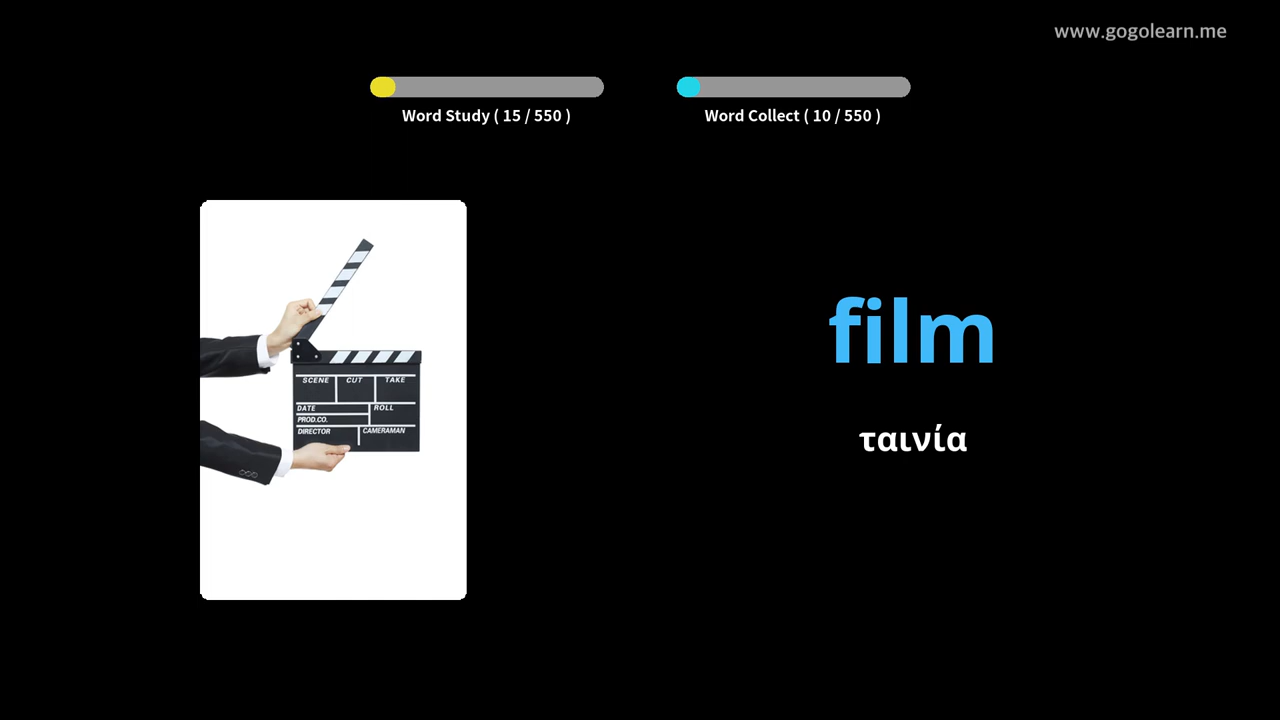 www.gogolearn.me
Word Study ( 15 / 550 )
Word Collect ( 10 / 550 )
SCENE CUT TAKE
DATE ROLL
PROD.CO.
DIRECTOR CAMERAMAN
film
ταινία